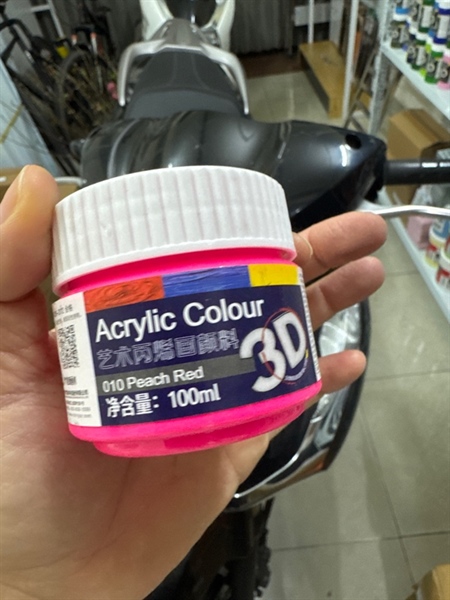 Acrylic Colour
艺术丙烯画颜料
3D
010 Peach Red
净含量: 100ml